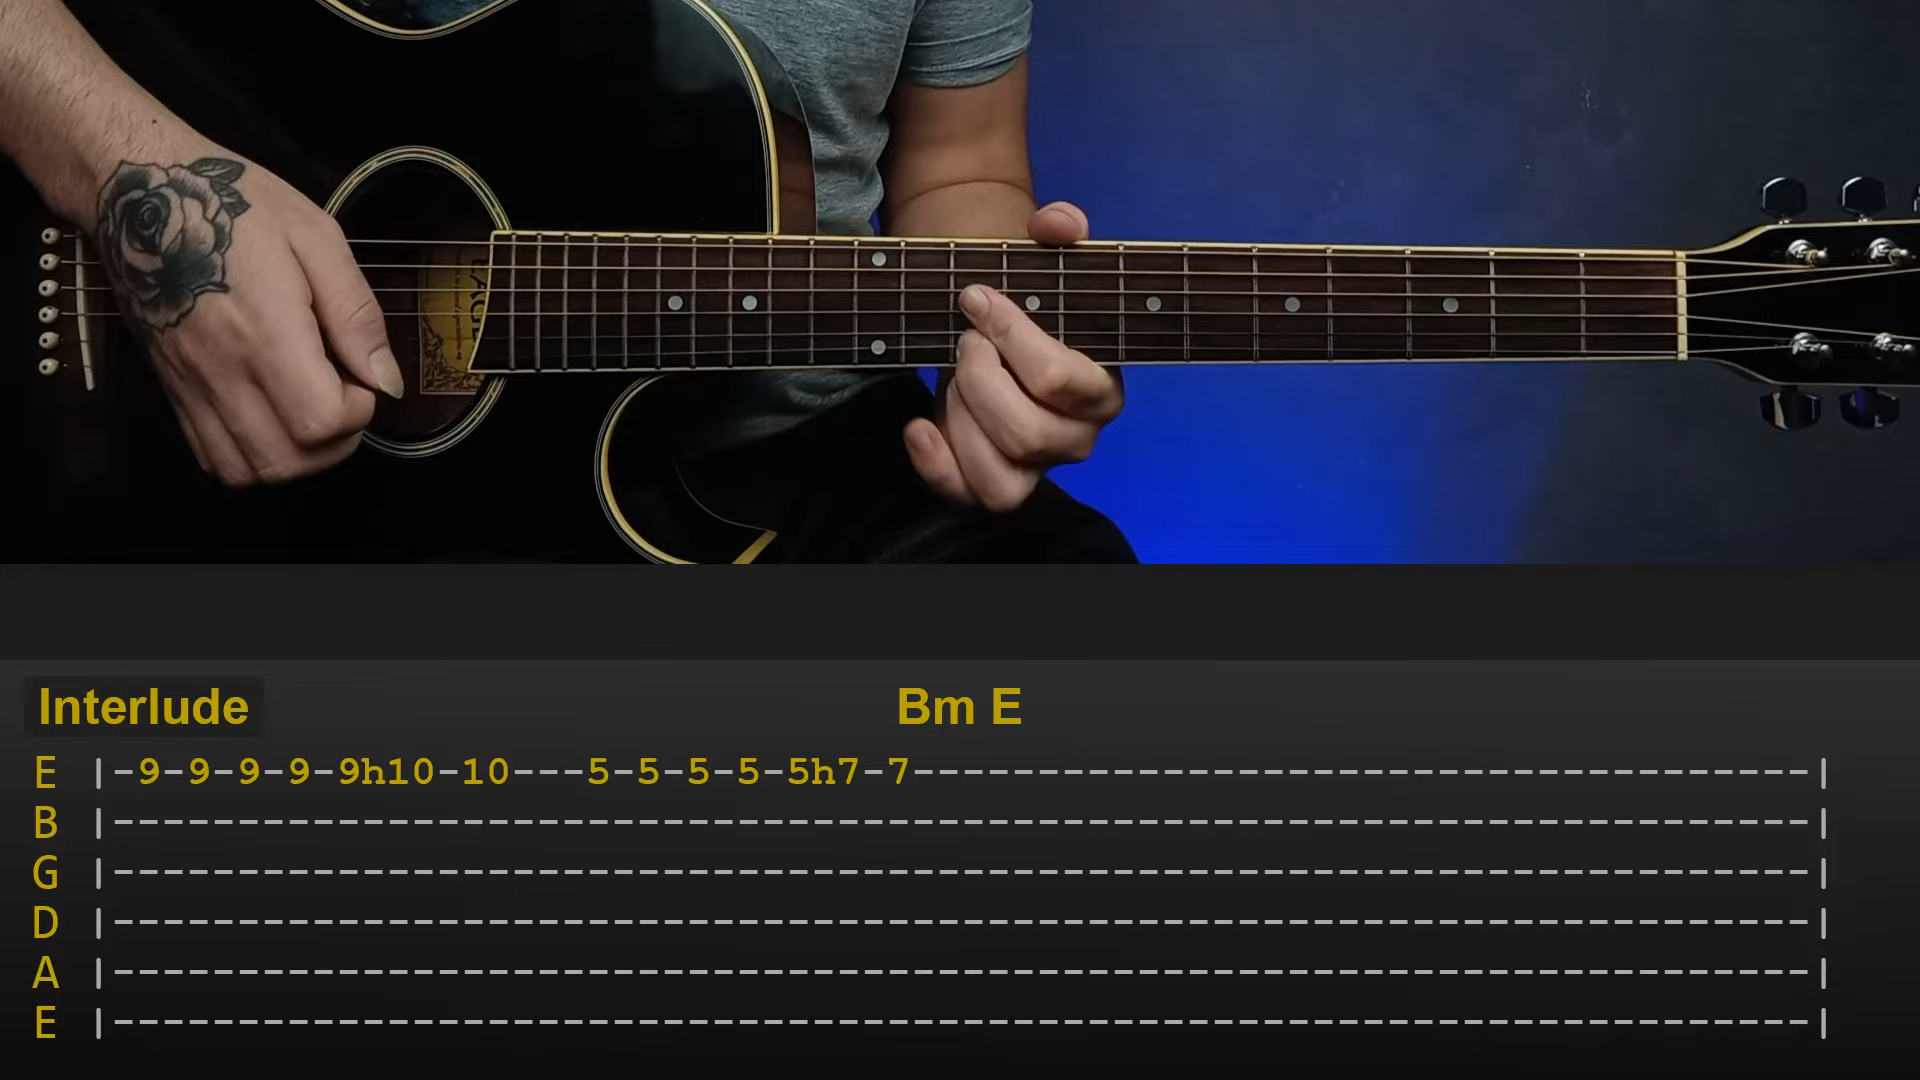 Interlude Bm E
E |-9-9-9-9-9h10-10---5-5-5-5-5h7-7------------------------------------|
B |--------------------------------------------------------------------|
G |--------------------------------------------------------------------|
D |--------------------------------------------------------------------|
A |--------------------------------------------------------------------|
E |--------------------------------------------------------------------|